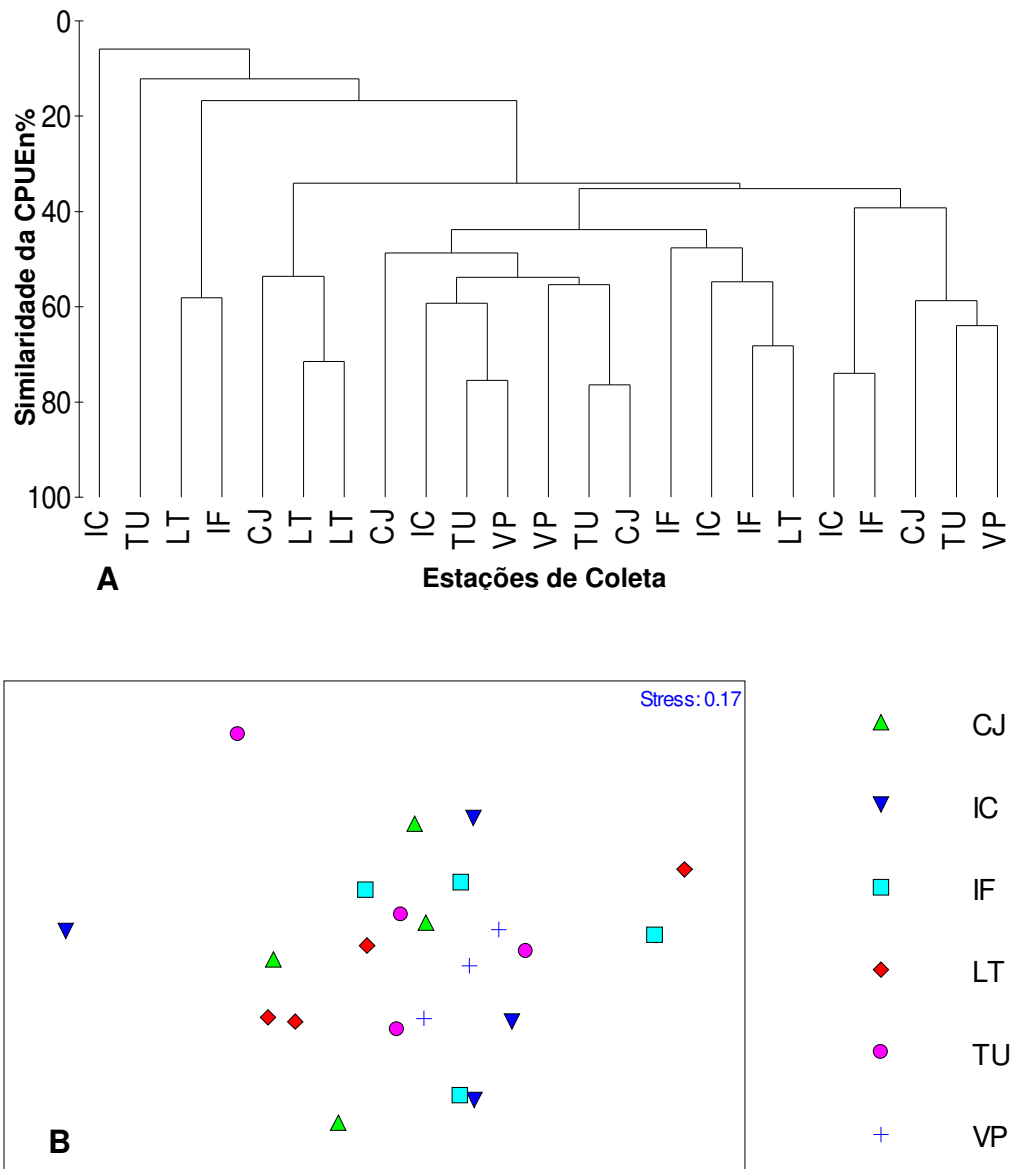 0
20
40
60
80
100
Similaridade da CPUEn%
IC TU LT IF CJ LT LT CJ IC TU VP VP TU CJ IF IC IF LT IC IF CJ TU VP
A
Estações de Coleta
Stress: 0.17
CJ
IC
IF
LT
TU
VP
B